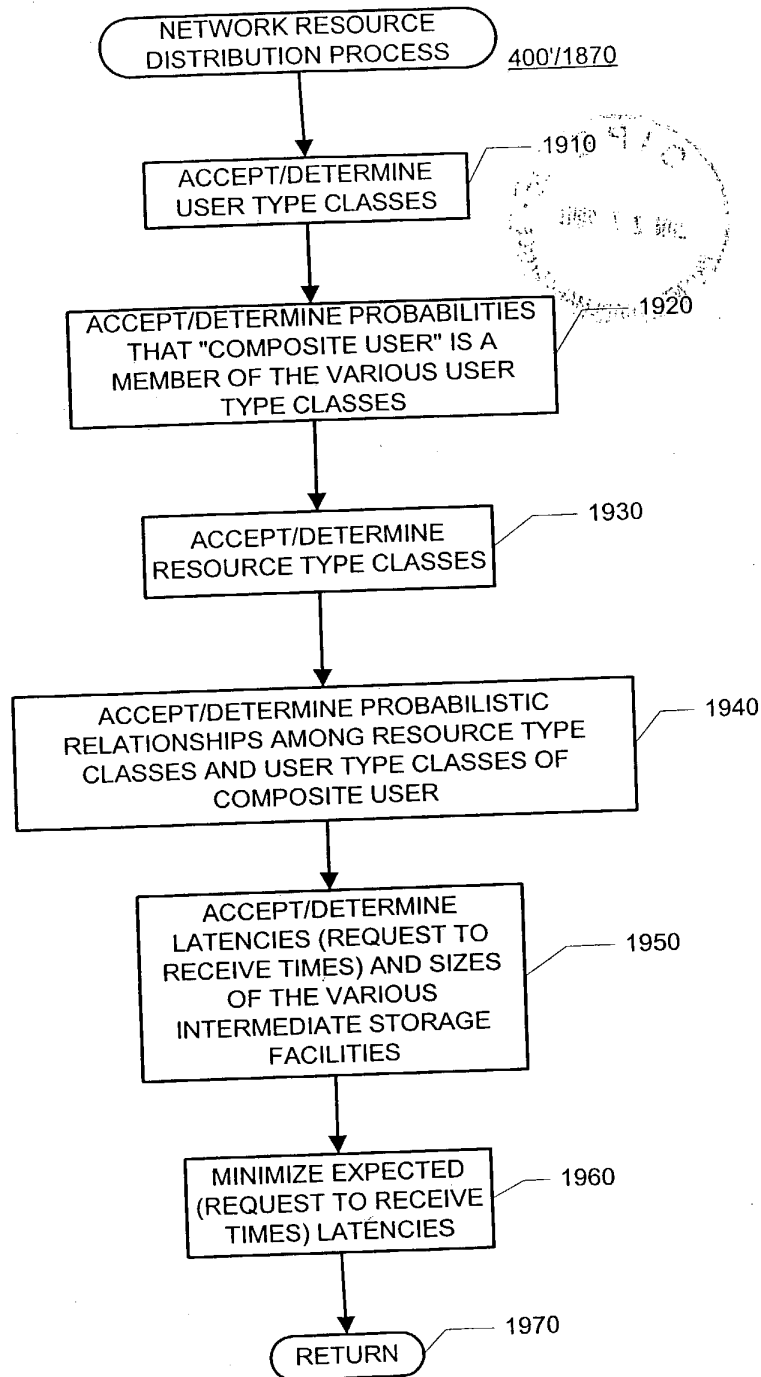 NETWORK RESOURCE
DISTRIBUTION PROCESS
400'/1870
1910
ACCEPT/DETERMINE
USER TYPE CLASSES
1920
ACCEPT/DETERMINE PROBABILITIES
THAT "COMPOSITE USER" IS A
MEMBER OF THE VARIOUS USER
TYPE CLASSES
1930
ACCEPT/DETERMINE
RESOURCE TYPE CLASSES
1940
ACCEPT/DETERMINE PROBABILISTIC
RELATIONSHIPS AMONG RESOURCE TYPE
CLASSES AND USER TYPE CLASSES OF
COMPOSITE USER
1950
ACCEPT/DETERMINE
LATENCIES (REQUEST TO
RECEIVE TIMES) AND SIZES
OF THE VARIOUS
INTERMEDIATE STORAGE
FACILITIES
1960
MINIMIZE EXPECTED
(REQUEST TO RECEIVE
TIMES) LATENCIES
1970
RETURN